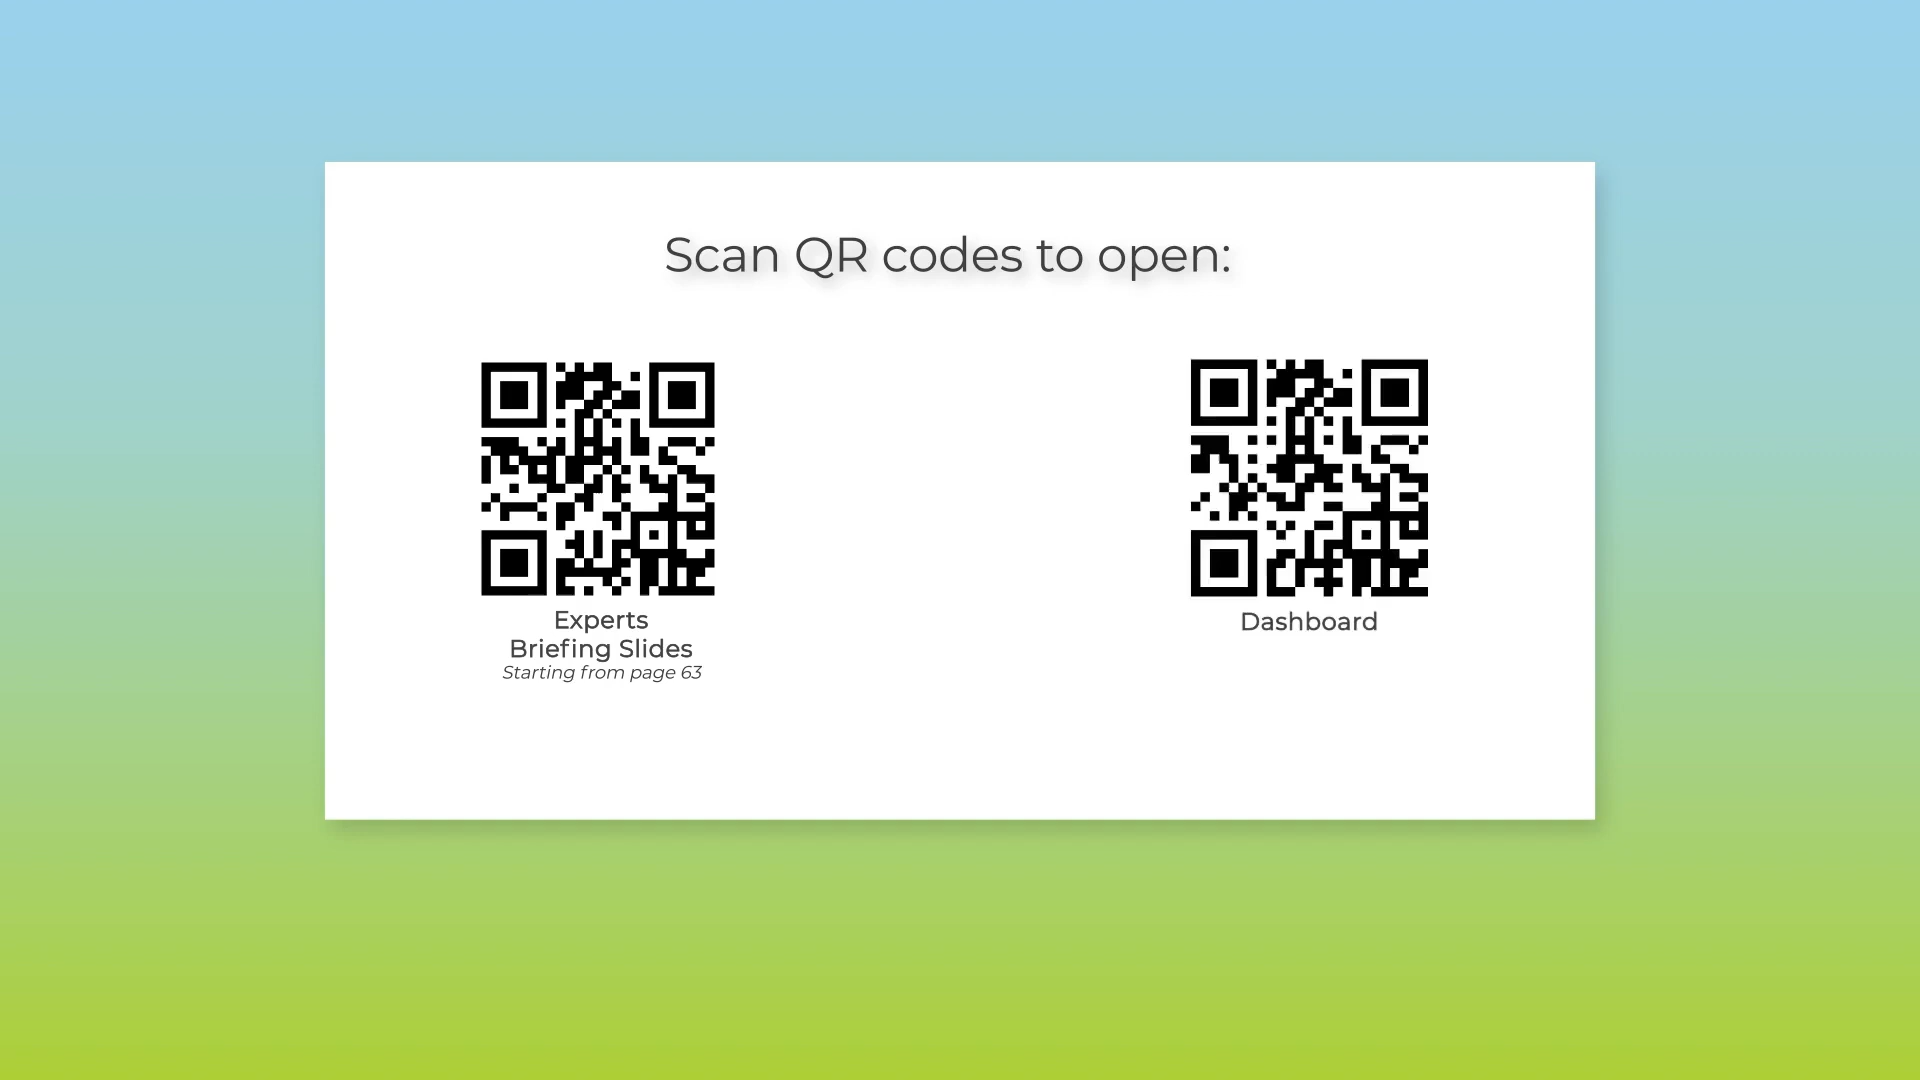 Scan QR codes to open:
Experts
Briefing Slides
Starting from page 63
Dashboard